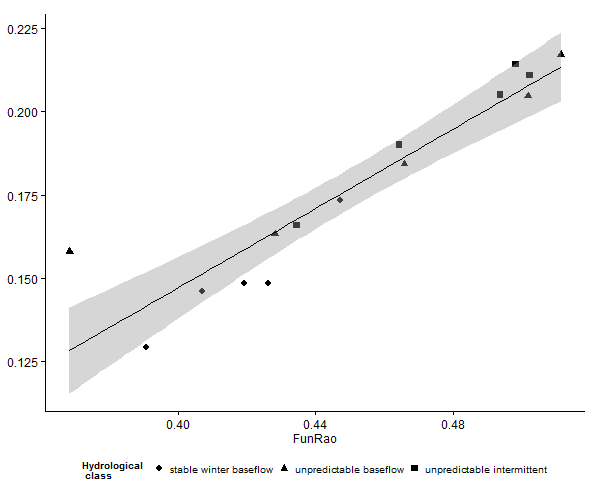 0.225
0.200
0.175
0.150
0.125
0.40 0.44 0.48
FunRao
Hydrological
class
stable winter baseflow unpredictable baseflow unpredictable intermittent